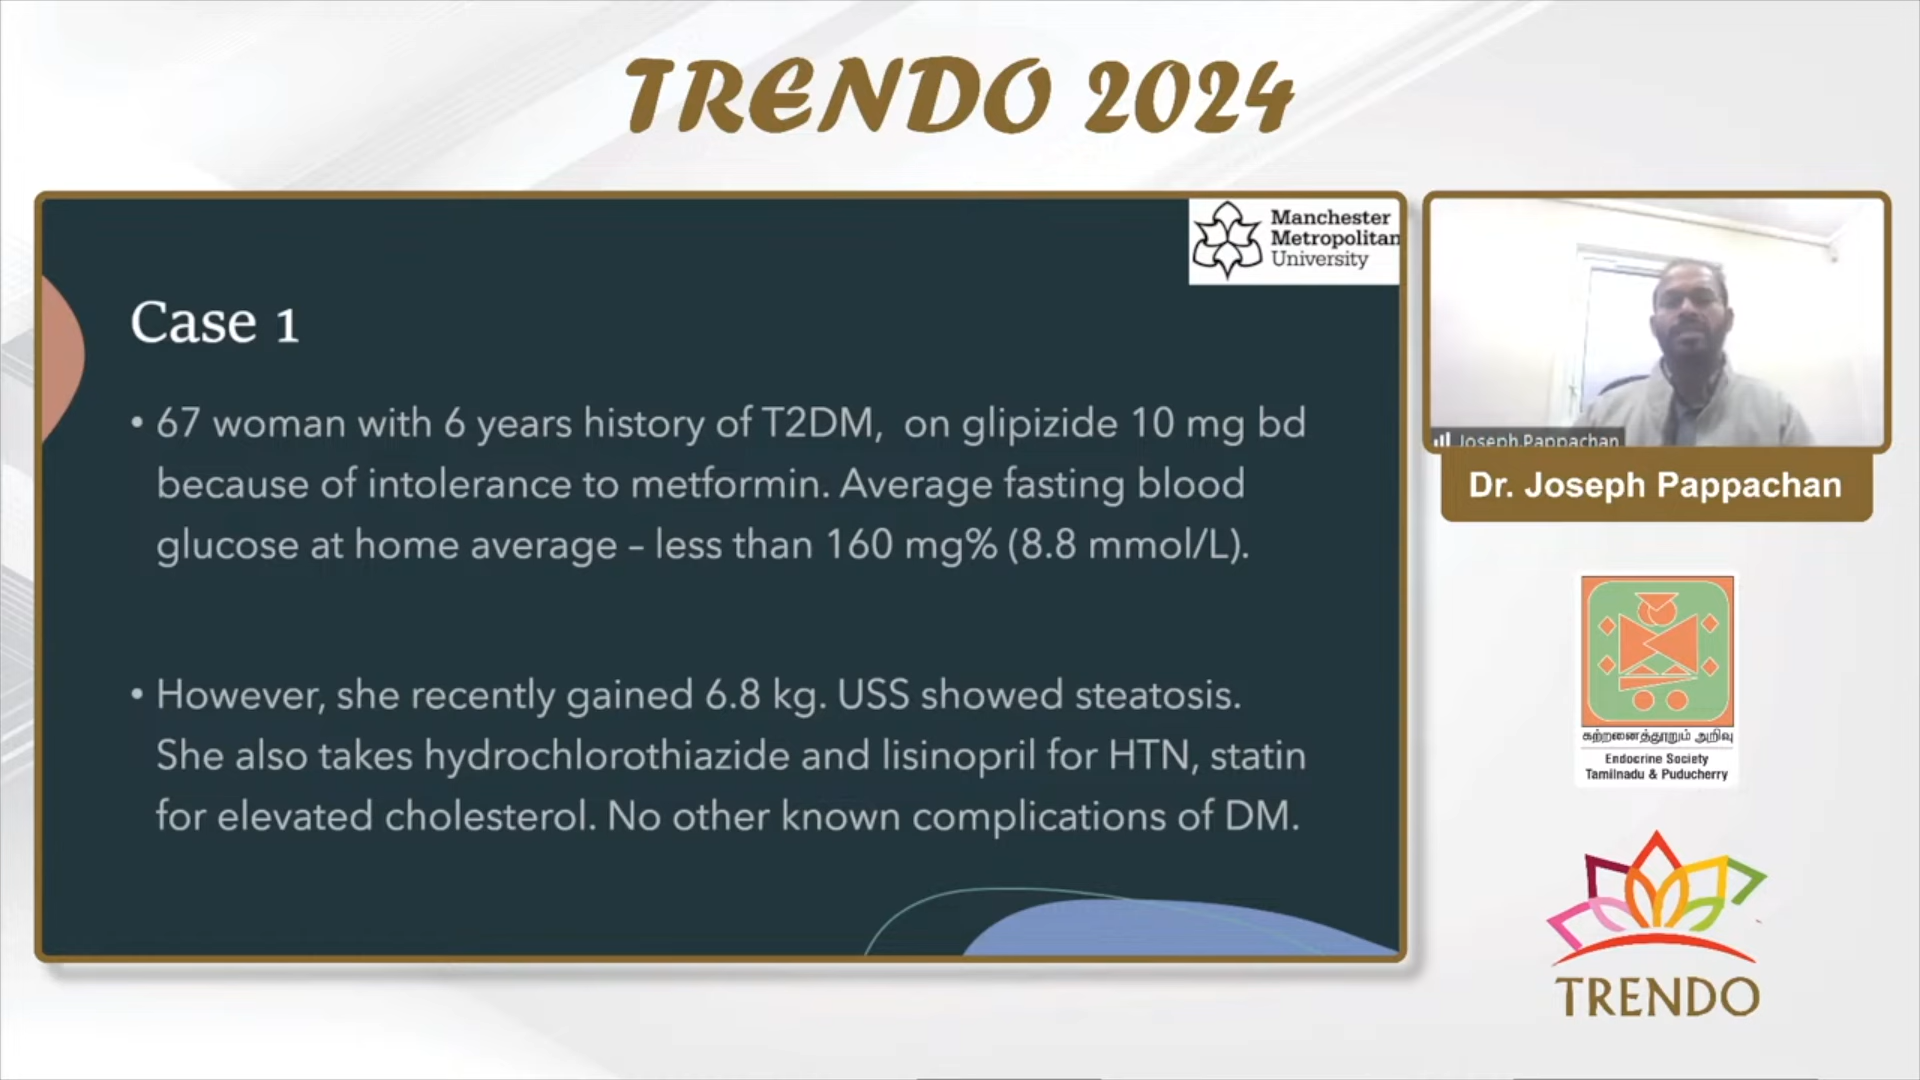 TRENDO 2024
Manchester
Metropolitan
University
Case 1
• 67 woman with 6 years history of T2DM,  on glipizide 10 mg bd
because of intolerance to metformin. Average fasting blood
glucose at home average – less than 160 mg% (8.8 mmol/L).
• However, she recently gained 6.8 kg. USS showed steatosis.
She also takes hydrochlorothiazide and lisinopril for HTN, statin
for elevated cholesterol. No other known complications of DM.
Joseph Pappachan
Dr. Joseph Pappachan
கற்றனைத்தூறும் அறிவு
Endocrine Society
Tamilnadu & Puducherry
TRENDO